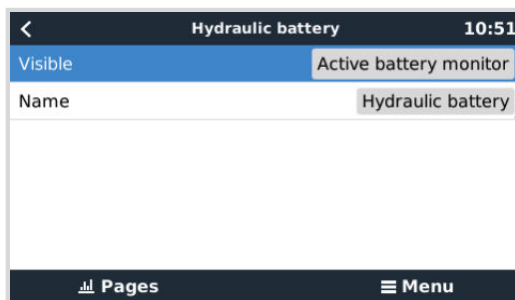 Hydraulic battery 10:51
Visible Active battery monitor
Name Hydraulic battery
Pages Menu